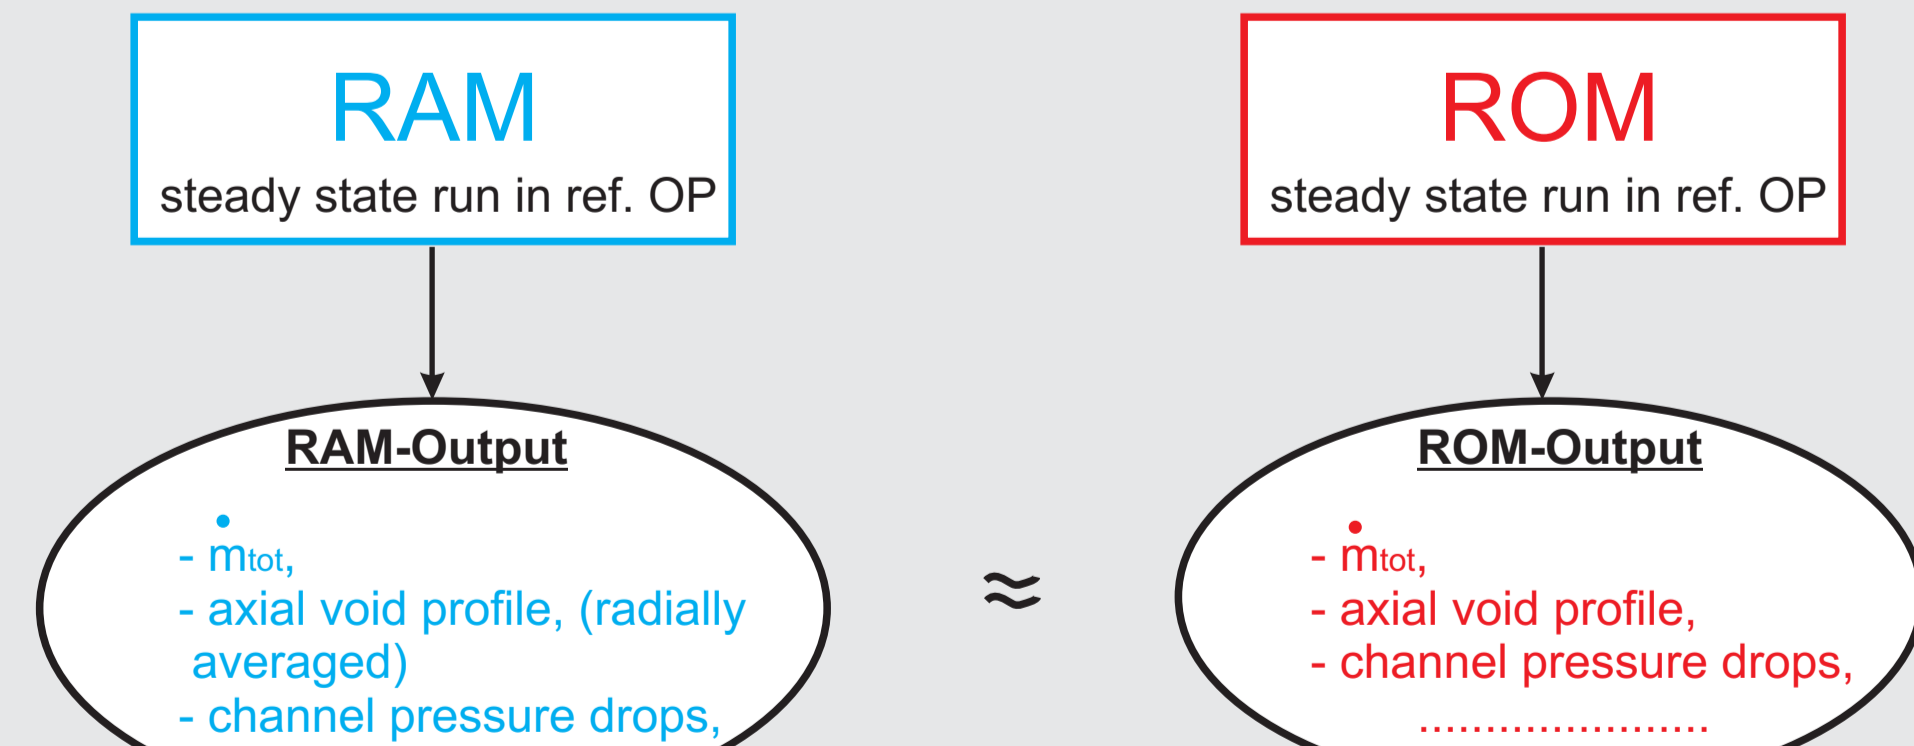 RAM
steady state run in ref. OP
RAM-Output
- ṁtot,
- axial void profile, (radially
averaged)
- channel pressure drops,
≈
ROM
steady state run in ref. OP
ROM-Output
- ṁtot,
- axial void profile,
- channel pressure drops,
......................